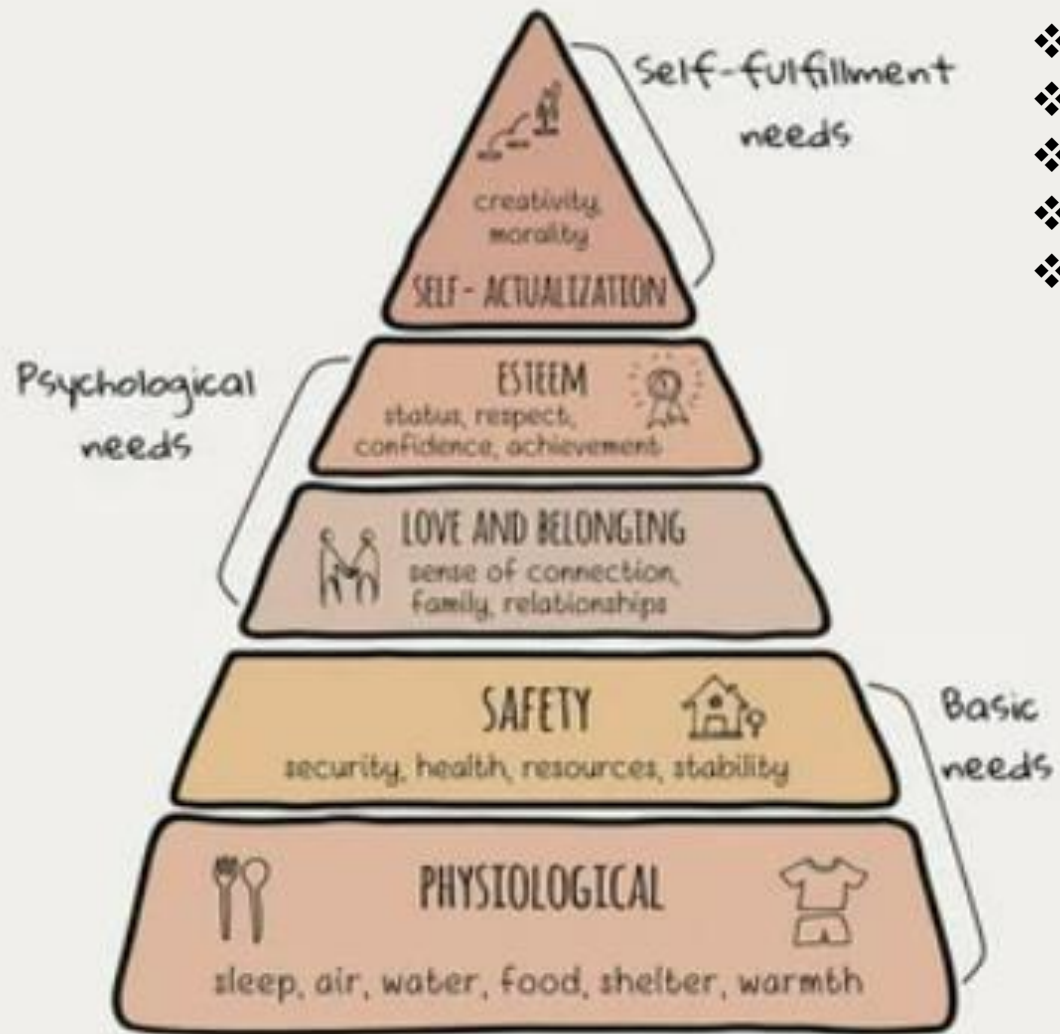 Self-fulfillment
needs
creativity,
morality
SELF - ACTUALIZATION
Psychological
needs
ESTEEM
status, respect,
confidence, achievement
LOVE AND BELONGING
sense of connection,
family, relationships
SAFETY
security, health, resources, stability
Basic
needs
PHYSIOLOGICAL
sleep, air, water, food, shelter, warmth